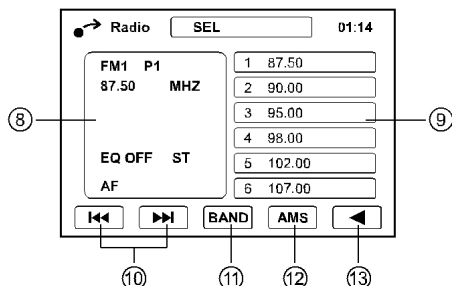 Radio SEL 01:14
FM1 P1
87.50 MHZ
EQ OFF ST
AF
1 87.50
2 90.00
3 95.00
4 98.00
5 102.00
6 107.00
BAND AMS
8
9
10
11
12
13